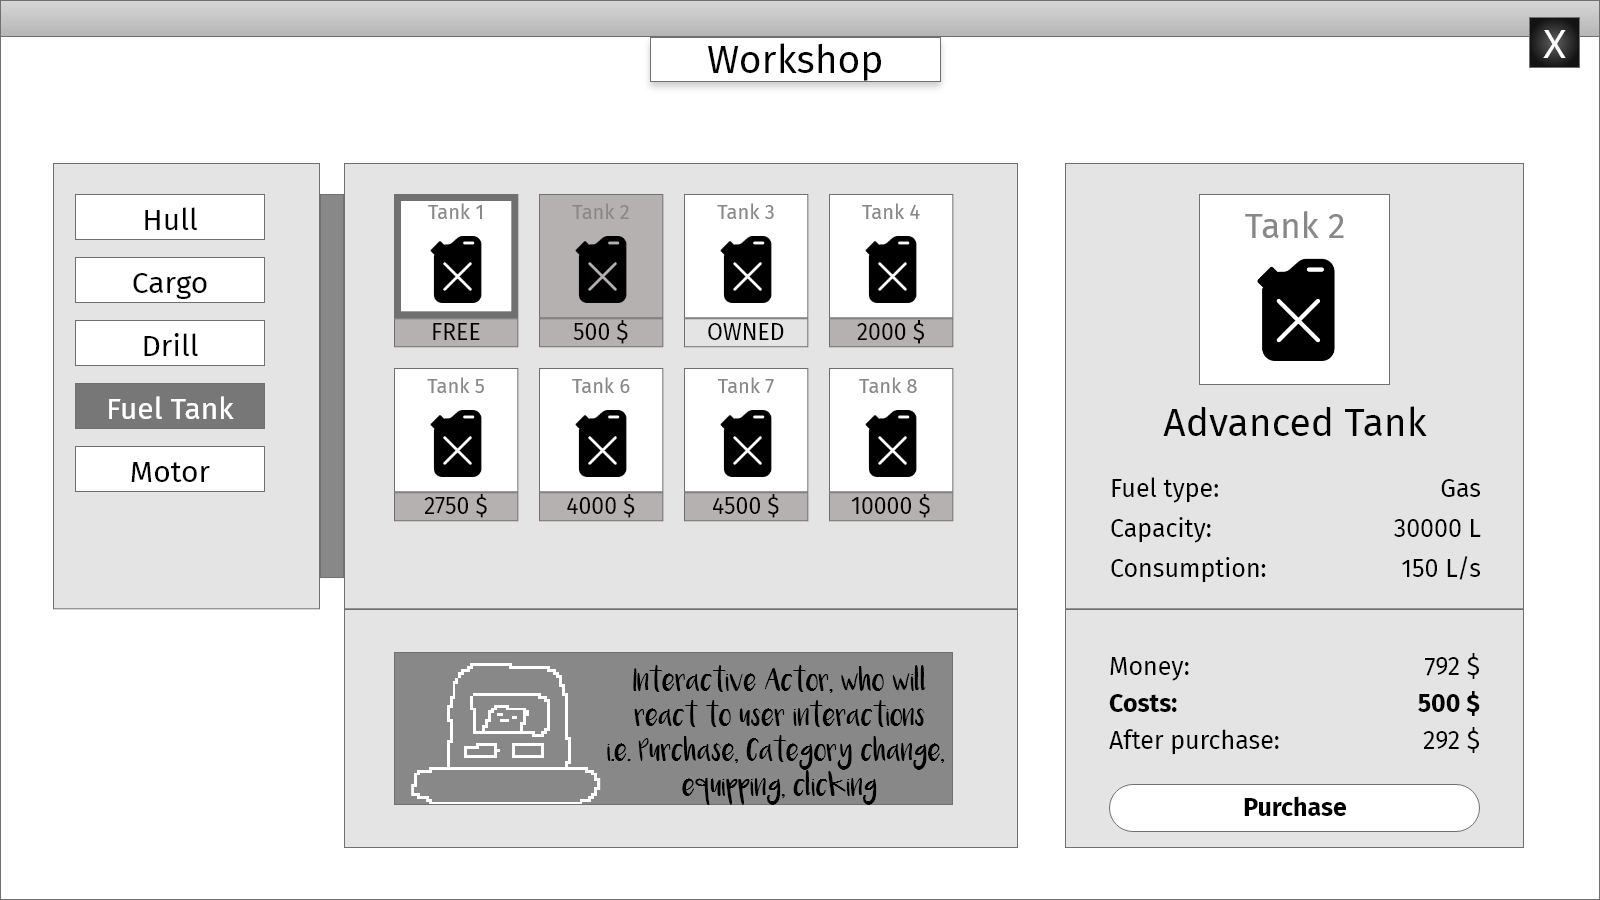 Workshop
X
Hull
Cargo
Drill
Fuel Tank
Motor
Tank 1
FREE
Tank 2
500 $
Tank 3
OWNED
Tank 4
2000 $
Tank 5
2750 $
Tank 6
4000 $
Tank 7
4500 $
Tank 8
10000 $
Interactive Actor, who will
react to user interactions
i.e. Purchase, Category change,
equipping, clicking
Tank 2
Advanced Tank
Fuel type: Gas
Capacity: 30000 L
Consumption: 150 L/s
Money: 792 $
Costs: 500 $
After purchase: 292 $
Purchase